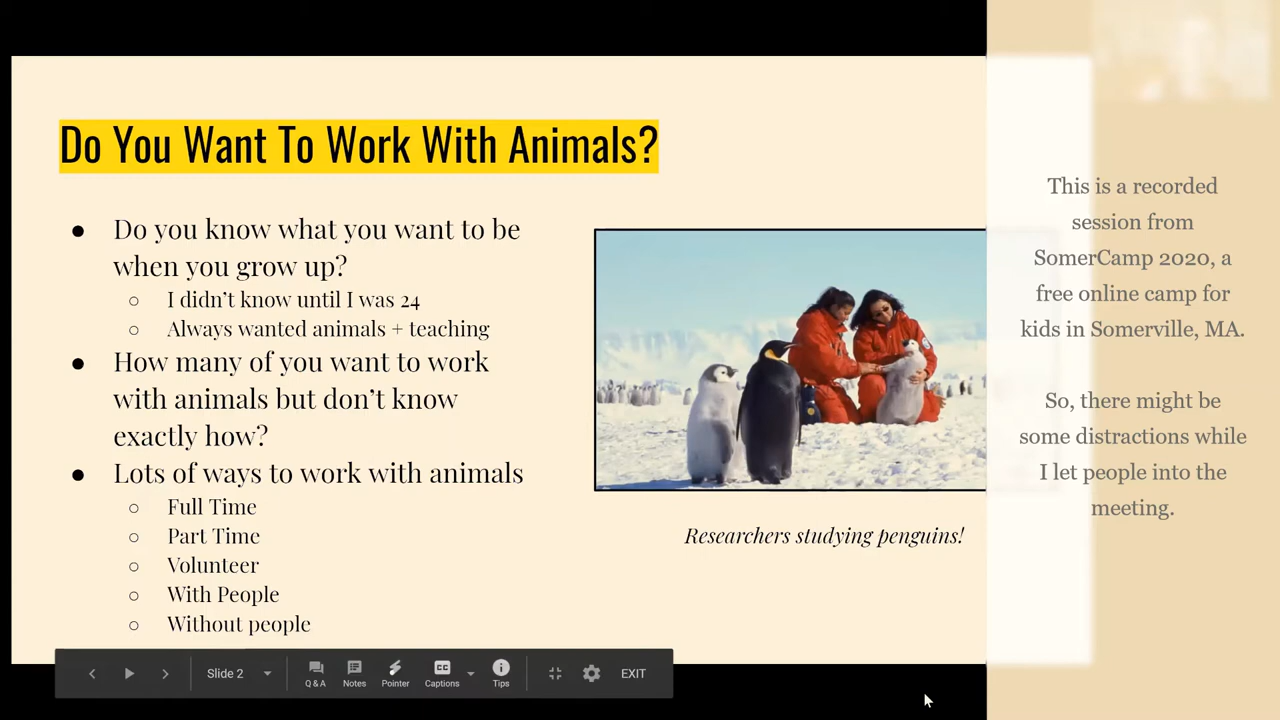 Do You Want To Work With Animals?
● Do you know what you want to be
when you grow up?
○ I didn't know until I was 24
○ Always wanted animals + teaching
● How many of you want to work
with animals but don't know
exactly how?
● Lots of ways to work with animals
○ Full Time
○ Part Time
○ Volunteer
○ With People
○ Without people
Researchers studying penguins!
This is a recorded
session from
SomerCamp 2020, a
free online camp for
kids in Somerville, MA.
So, there might be
some distractions while
I let people into the
meeting.
Slide 2
Q & A
Notes
Pointer
Captions
Tips
EXIT